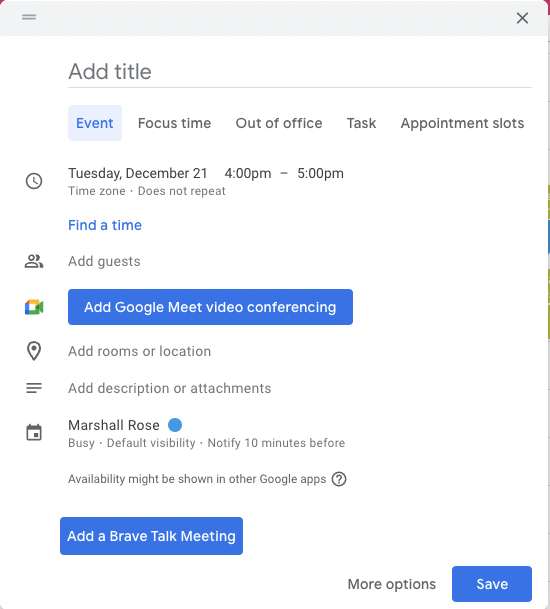 Add title
Event Focus time Out of office Task Appointment slots
Tuesday, December 21 4:00pm – 5:00pm
Time zone · Does not repeat
Find a time
Add guests
Add Google Meet video conferencing
Add rooms or location
Add description or attachments
Marshall Rose
Busy · Default visibility · Notify 10 minutes before
Availability might be shown in other Google apps ?
Add a Brave Talk Meeting
More options Save